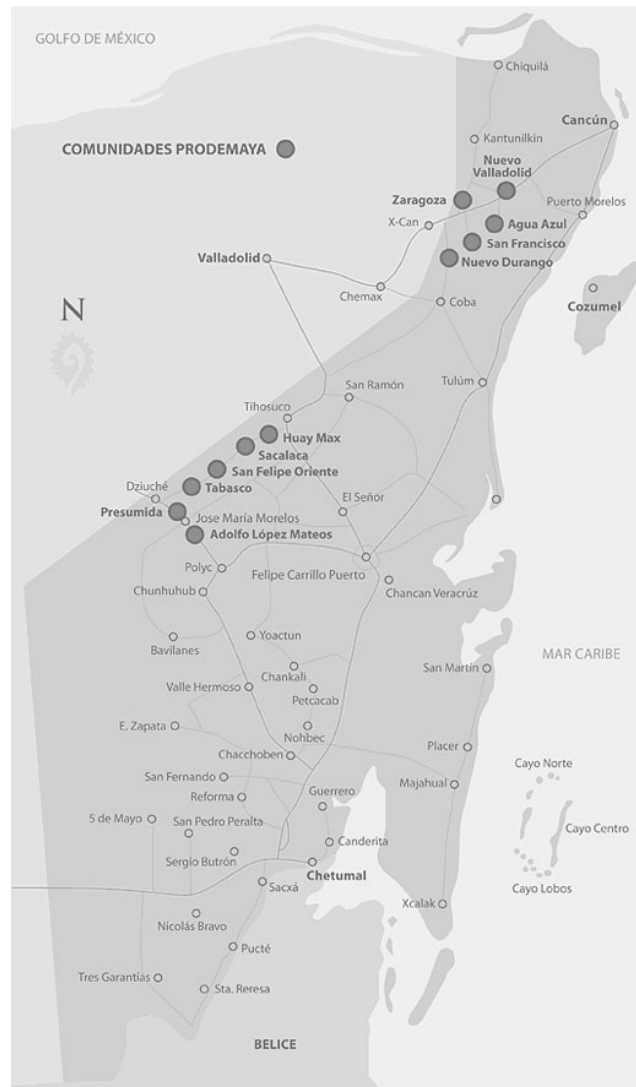 GOLFO DE MÉXICO
Chiquilá
Cancún
COMUNIDADES PRODEMAYA
Kantunilkin
Nuevo
Valladolid
Zaragoza
Puerto Morelos
X-Can
Agua Azul
San Francisco
Valladolid
Nuevo Durango
Chemax
Coba
Cozumel
N
San Ramón
Tulúm
Tihosuco
Huay Max
Sacalaca
San Felipe Oriente
Tabasco
Dziuché
El Señor
Presumida
Jose María Morelos
Adolfo López Mateos
Polyc
Felipe Carrillo Puerto
Chunhuhub
Chancan Veracrúz
Yoactun
Bavilanes
MAR CARIBE
Chankali
San Martín
Valle Hermoso
Petcacab
E. Zapata
Nohbec
Chacchoben
Placer
Cayo Norte
San Fernando
Majahual
Reforma
Guerrero
5 de Mayo
San Pedro Peralta
Cayo Centro
Canderita
Sergio Butrón
Chetumal
Sacxá
Cayo Lobos
Xcalak
Nicolás Bravo
Pucté
Tres Garantías
Sta. Reresa
BELICE